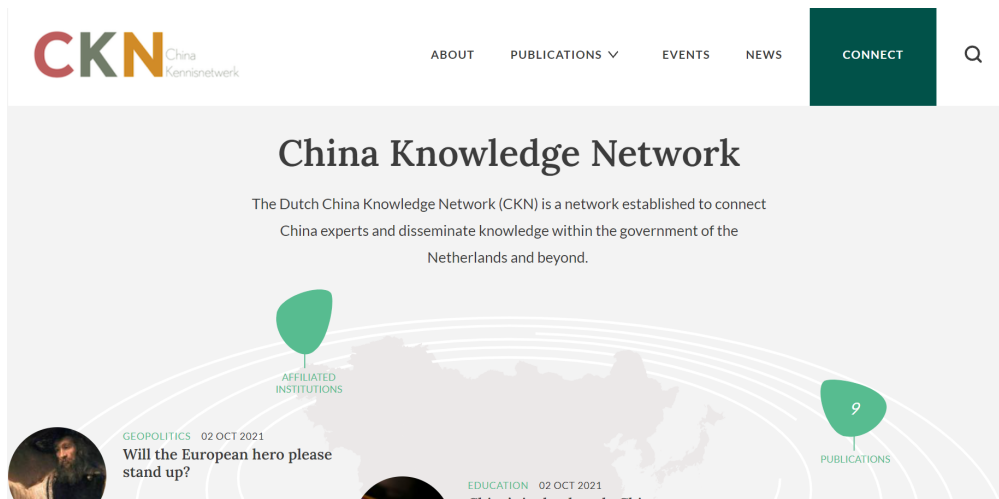 CKN China
Kennisnetwerk
ABOUT PUBLICATIONS EVENTS NEWS CONNECT
China Knowledge Network
The Dutch China Knowledge Network (CKN) is a network established to connect
China experts and disseminate knowledge within the government of the
Netherlands and beyond.
AFFILIATED
INSTITUTIONS
9
PUBLICATIONS
GEOPOLITICS 02 OCT 2021
Will the European hero please
stand up?
EDUCATION 02 OCT 2021